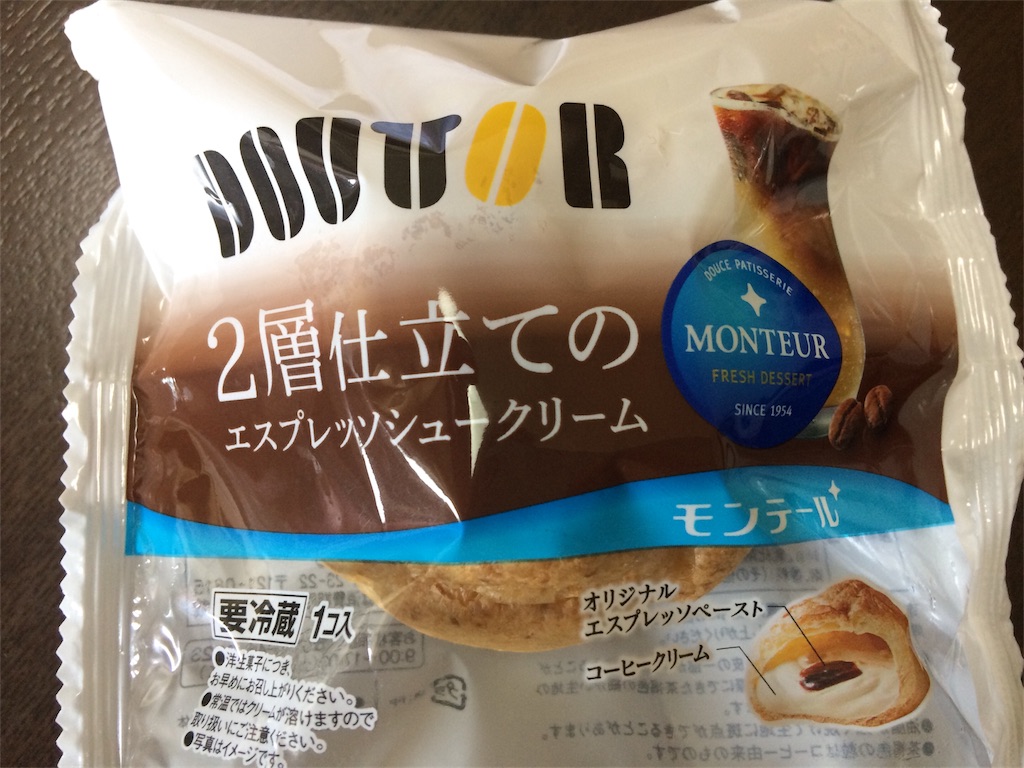 DOUTOR
2層仕立ての
エスプレッソシュークリーム
DOUCE PATISSERIE
MONTEUR
FRESH DESSERT
SINCE 1954
モンテール
要冷蔵 1コ入
●洋生菓子につき、
お早めにお召し上がりください。
●常温ではクリームが溶けますので
取り扱いにご注意ください。
●写真はイメージです。
オリジナル
エスプレッソペースト
コーヒークリーム